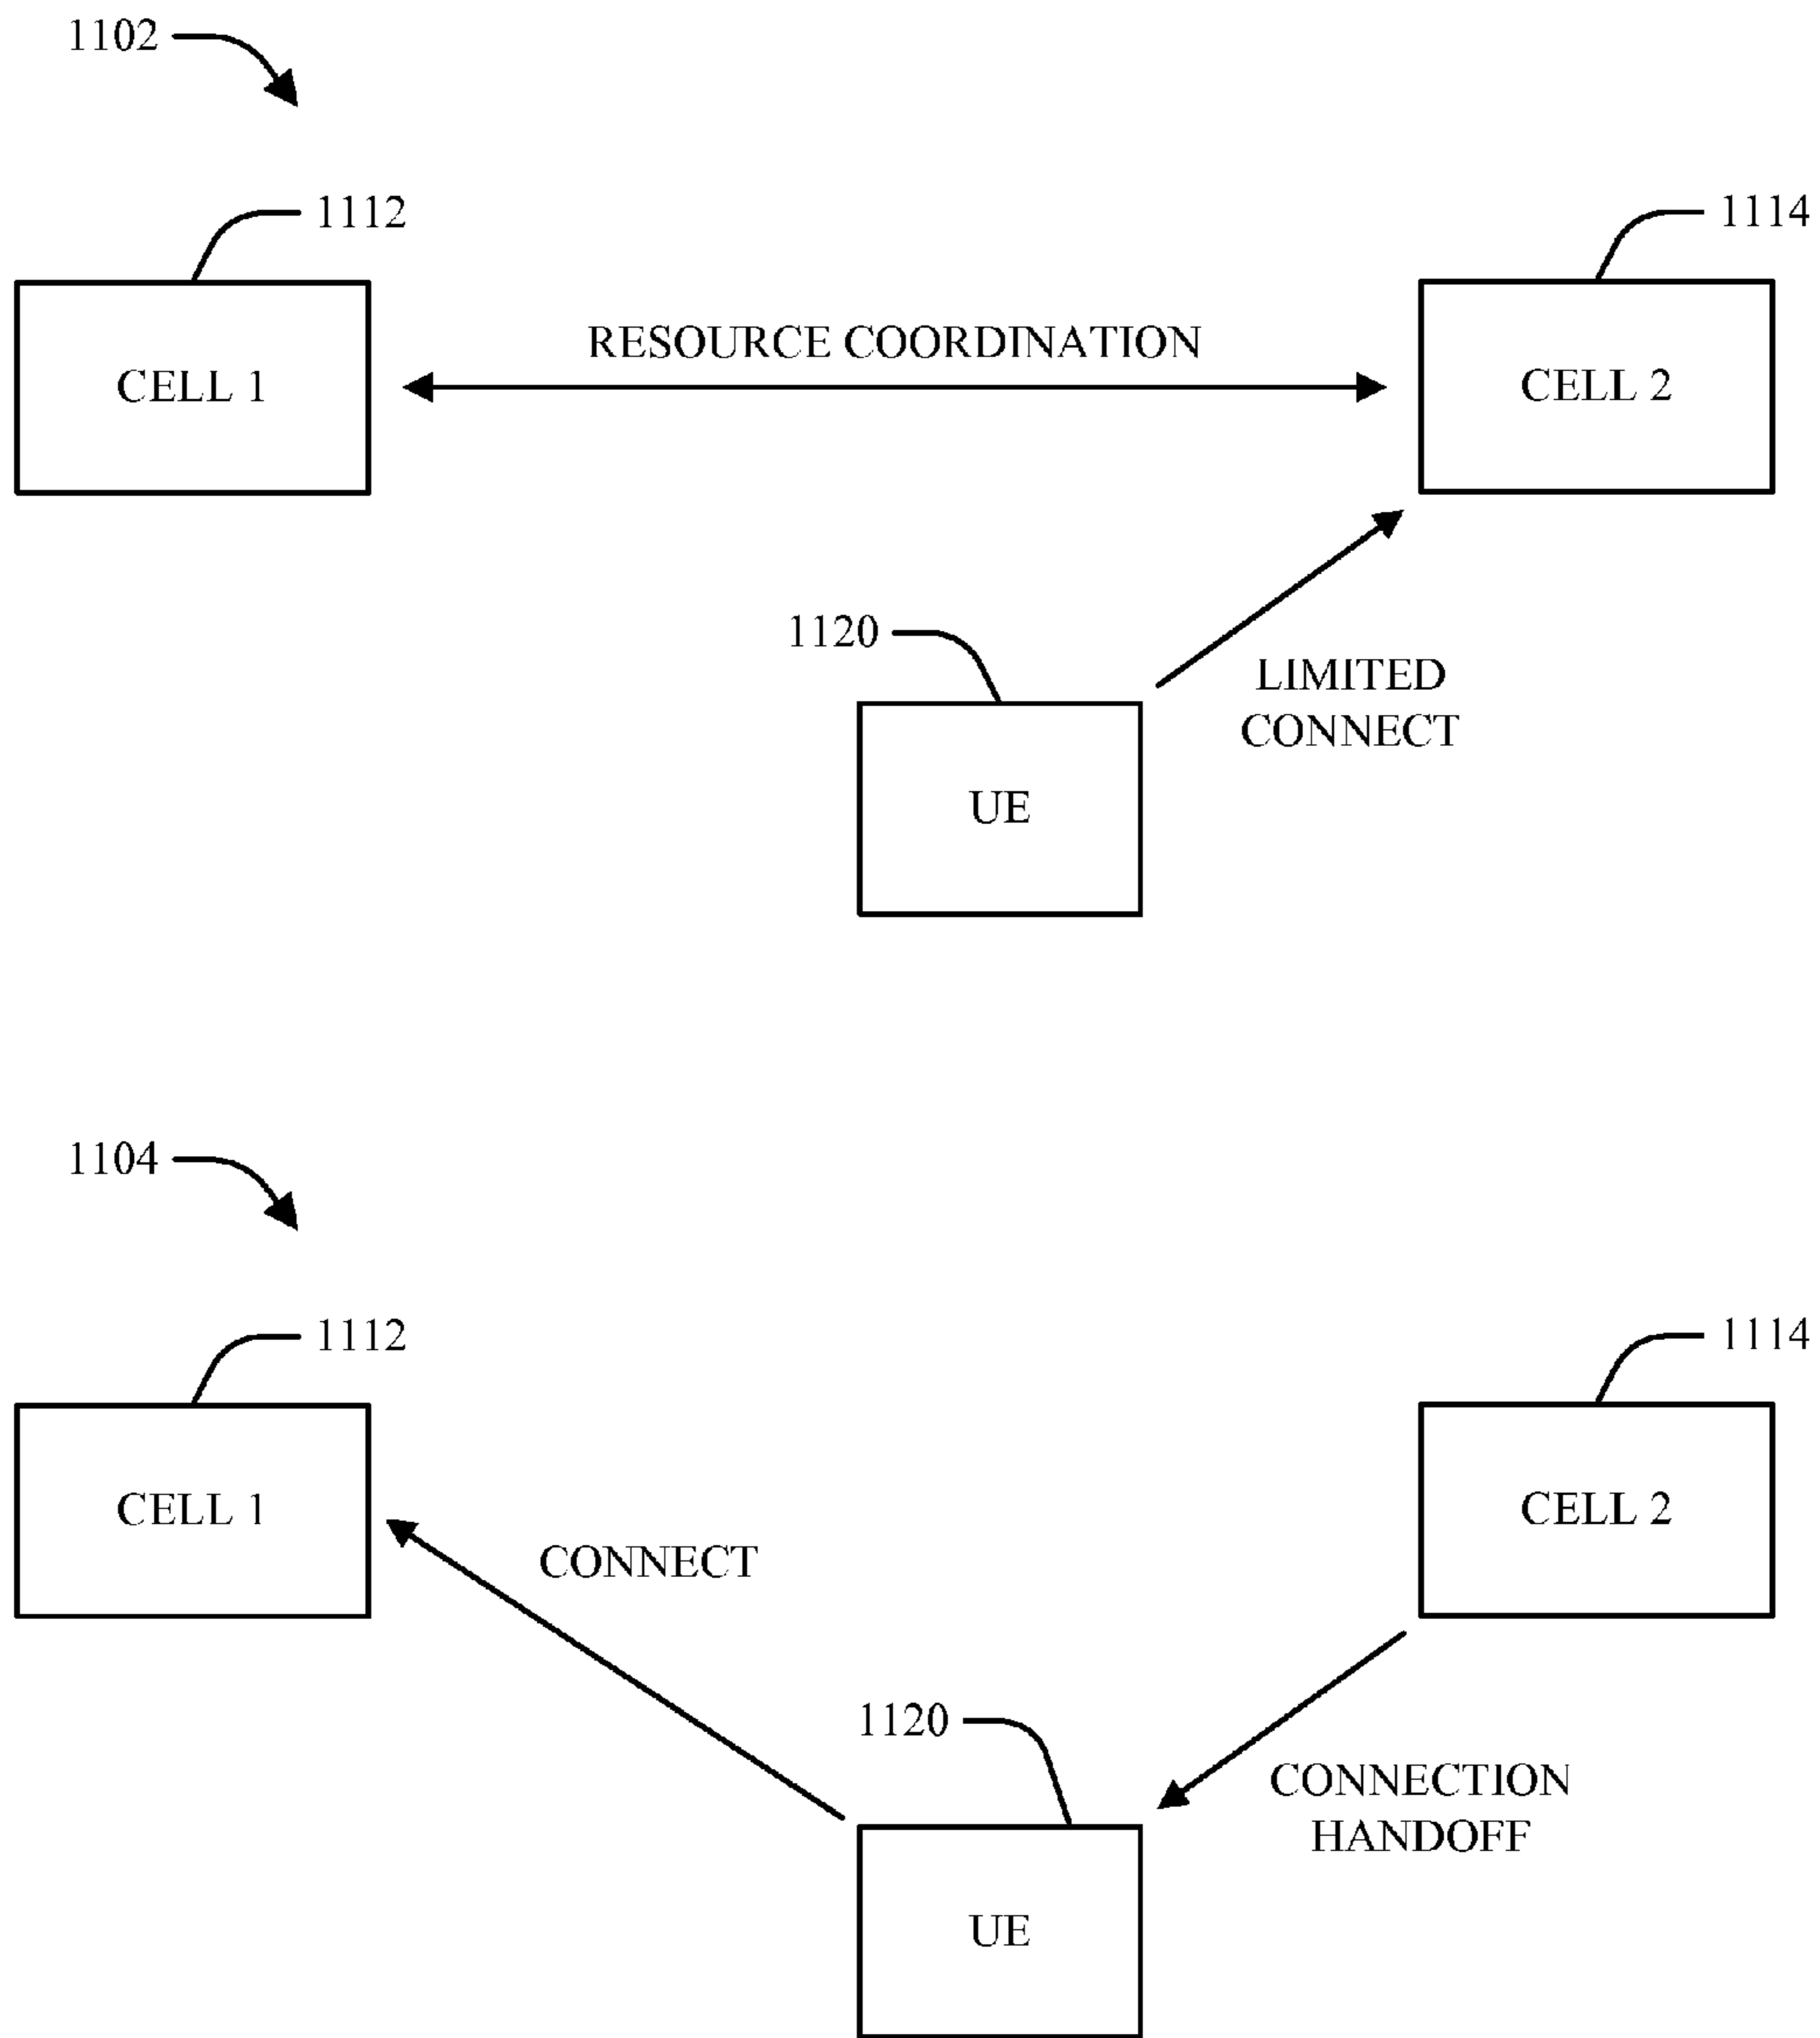 1102
1112
1114
RESOURCE COORDINATION
CELL 1
CELL 2
1120
LIMITED
CONNECT
UE
1104
1112
1114
CELL 1
CELL 2
CONNECT
1120
CONNECTION
HANDOFF
UE